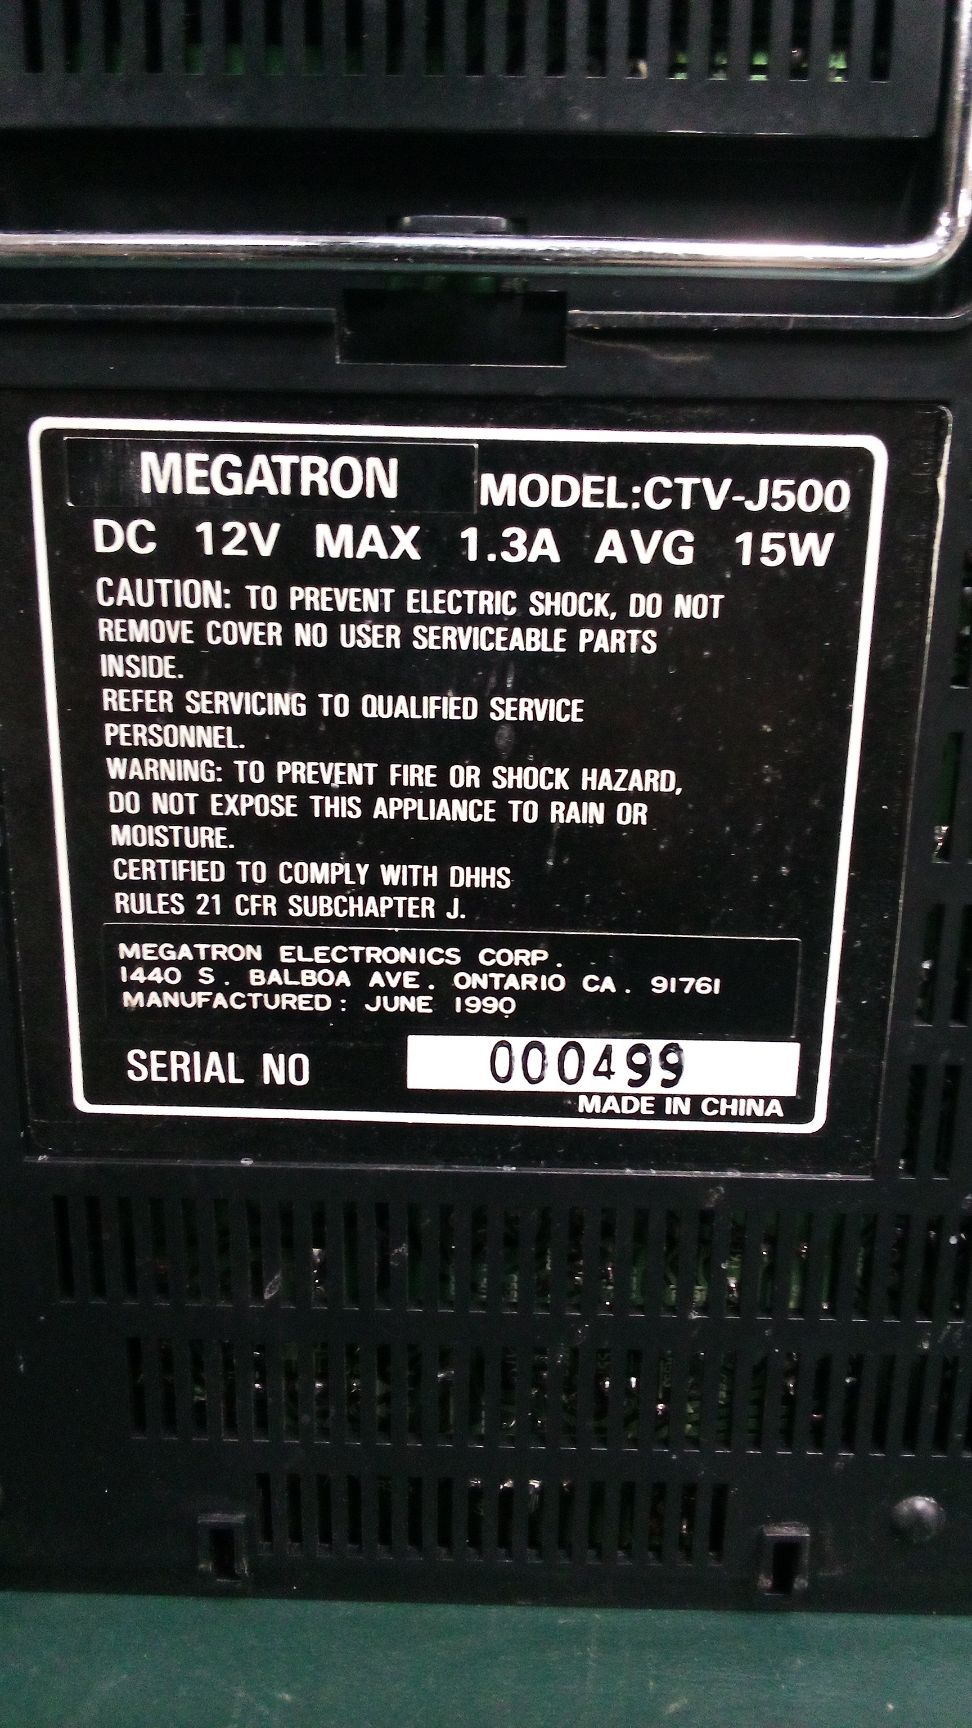 MEGATRON MODEL:CTV-J500
DC 12V MAX 1.3A AVG 15W
CAUTION: TO PREVENT ELECTRIC SHOCK, DO NOT
REMOVE COVER NO USER SERVICEABLE PARTS
INSIDE.
REFER SERVICING TO QUALIFIED SERVICE
PERSONNEL.
WARNING: TO PREVENT FIRE OR SHOCK HAZARD,
DO NOT EXPOSE THIS APPLIANCE TO RAIN OR
MOISTURE.
CERTIFIED TO COMPLY WITH DHHS
RULES 21 CFR SUBCHAPTER J.
MEGATRON ELECTRONICS CORP.
1440 S. BALBOA AVE. ONTARIO CA. 91761
MANUFACTURED: JUNE 1990
SERIAL NO 000499
MADE IN CHINA